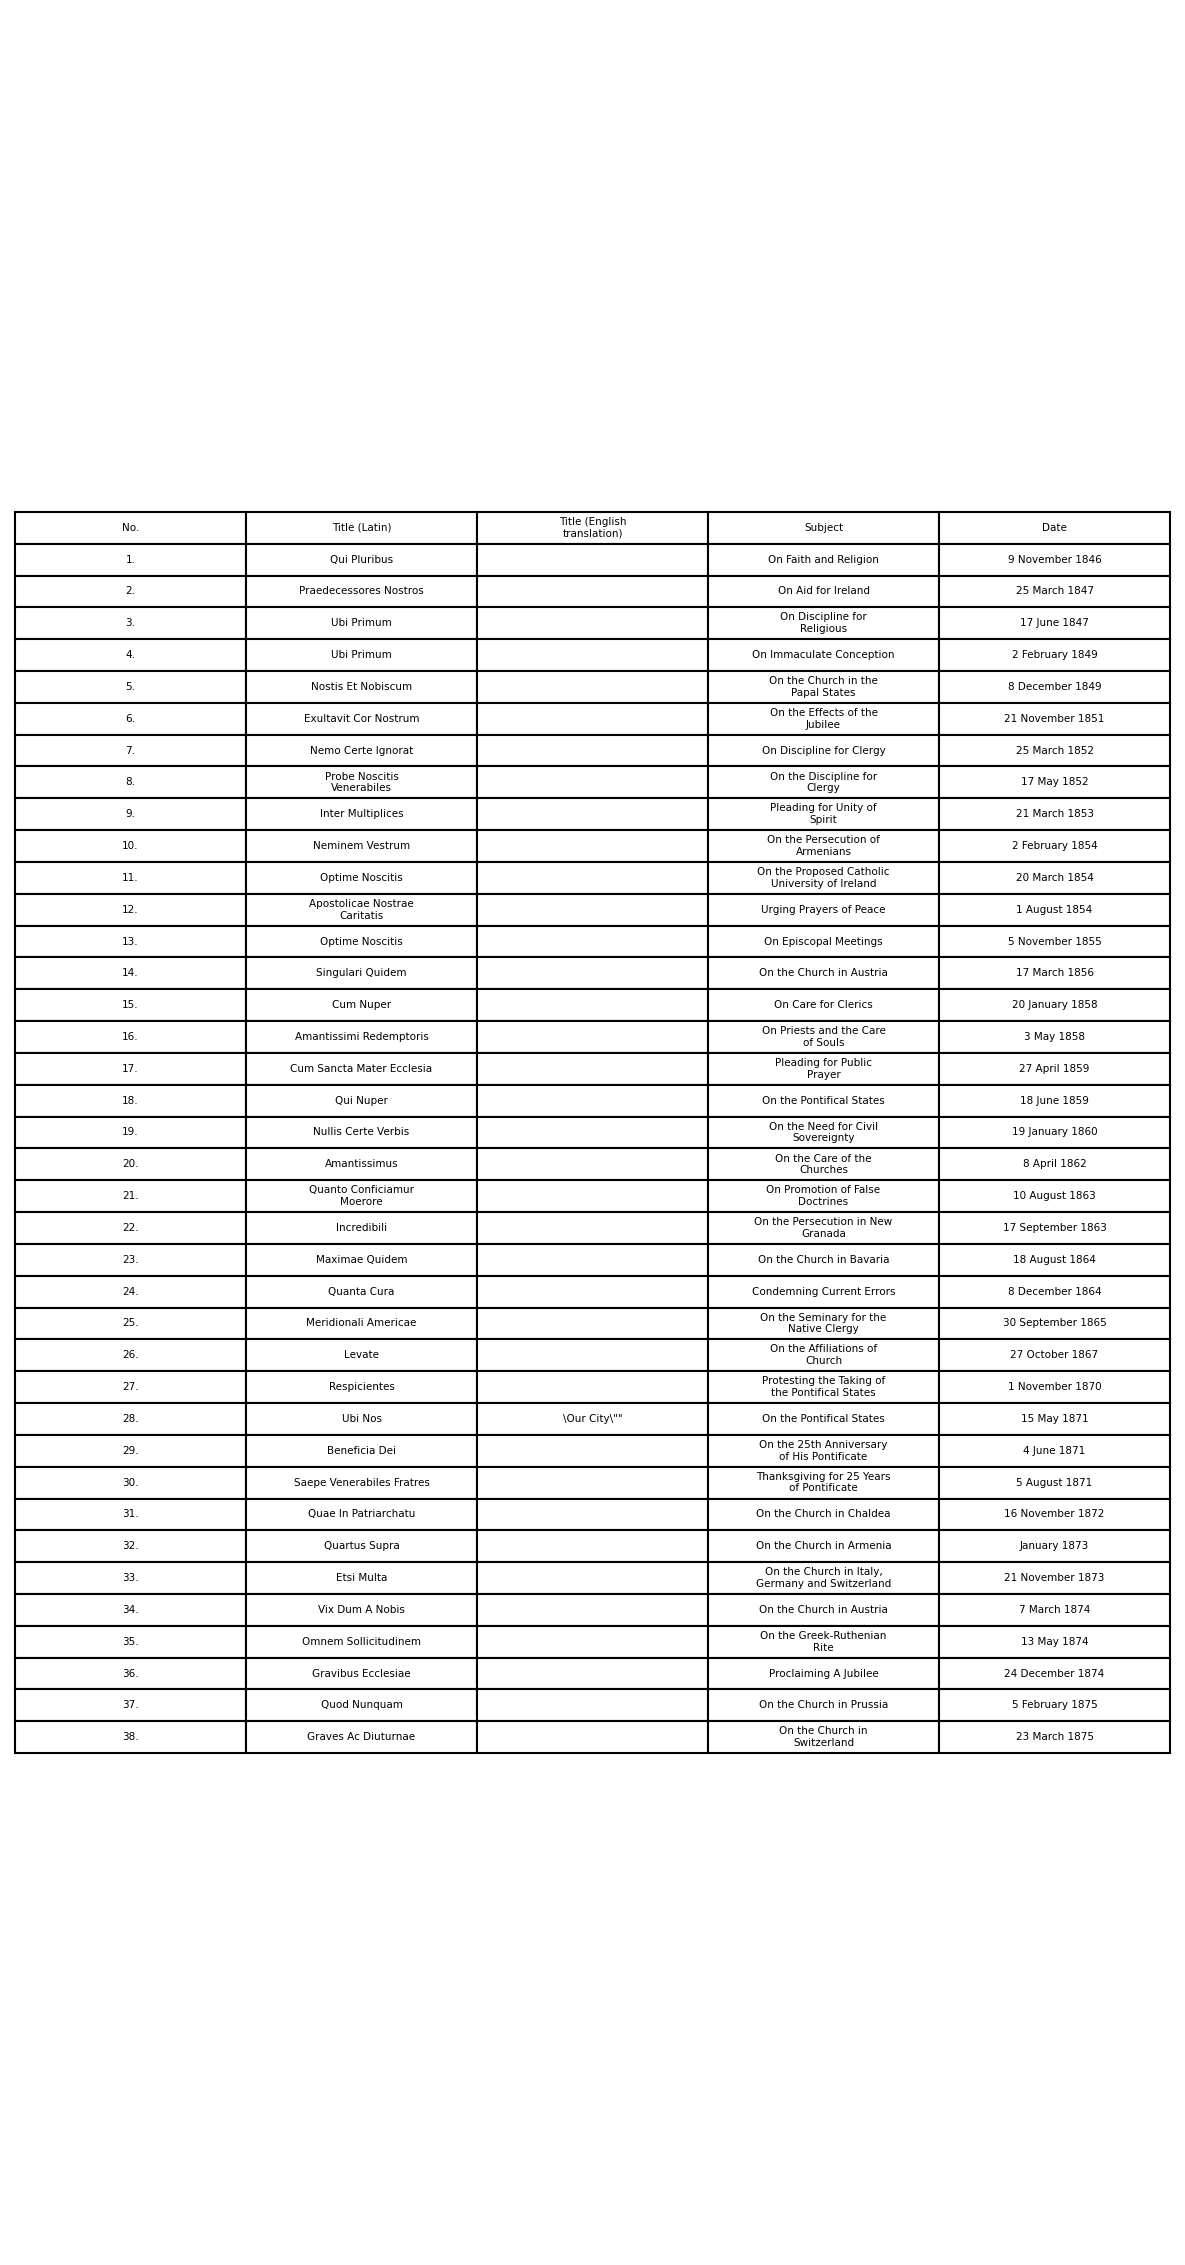 No. Title (Latin) Title (English translation) Subject Date
1. Qui Pluribus On Faith and Religion 9 November 1846
2. Praedecessores Nostros On Aid for Ireland 25 March 1847
3. Ubi Primum On Discipline for Religious 17 June 1847
4. Ubi Primum On Immaculate Conception 2 February 1849
5. Nostis Et Nobiscum On the Church in the Papal States 8 December 1849
6. Exultavit Cor Nostrum On the Effects of the Jubilee 21 November 1851
7. Nemo Certe Ignorat On Discipline for Clergy 25 March 1852
8. Probe Noscitis Venerabiles On the Discipline for Clergy 17 May 1852
9. Inter Multiplices Pleading for Unity of Spirit 21 March 1853
10. Neminem Vestrum On the Persecution of Armenians 2 February 1854
11. Optime Noscitis On the Proposed Catholic University of Ireland 20 March 1854
12. Apostolicae Nostrae Caritatis Urging Prayers of Peace 1 August 1854
13. Optime Noscitis On Episcopal Meetings 5 November 1855
14. Singulari Quidem On the Church in Austria 17 March 1856
15. Cum Nuper On Care for Clerics 20 January 1858
16. Amantissimi Redemptoris On Priests and the Care of Souls 3 May 1858
17. Cum Sancta Mater Ecclesia Pleading for Public Prayer 27 April 1859
18. Qui Nuper On the Pontifical States 18 June 1859
19. Nullis Certe Verbis On the Need for Civil Sovereignty 19 January 1860
20. Amantissimus On the Care of the Churches 8 April 1862
21. Quanto Conficiamur Moerore On Promotion of False Doctrines 10 August 1863
22. Incredibili On the Persecution in New Granada 17 September 1863
23. Maximae Quidem On the Church in Bavaria 18 August 1864
24. Quanta Cura Condemning Current Errors 8 December 1864
25. Meridionali Americae On the Seminary for the Native Clergy 30 September 1865
26. Levate On the Affiliations of Church 27 October 1867
27. Respicientes Protesting the Taking of the Pontifical States 1 November 1870
28. Ubi Nos \Our City\"" On the Pontifical States 15 May 1871
29. Beneficia Dei On the 25th Anniversary of His Pontificate 4 June 1871
30. Saepe Venerabiles Fratres Thanksgiving for 25 Years of Pontificate 5 August 1871
31. Quae In Patriarchatu On the Church in Chaldea 16 November 1872
32. Quartus Supra On the Church in Armenia January 1873
33. Etsi Multa On the Church in Italy, Germany and Switzerland 21 November 1873
34. Vix Dum A Nobis On the Church in Austria 7 March 1874
35. Omnem Sollicitudinem On the Greek-Ruthenian Rite 13 May 1874
36. Gravibus Ecclesiae Proclaiming A Jubilee 24 December 1874
37. Quod Nunquam On the Church in Prussia 5 February 1875
38. Graves Ac Diuturnae On the Church in Switzerland 23 March 1875